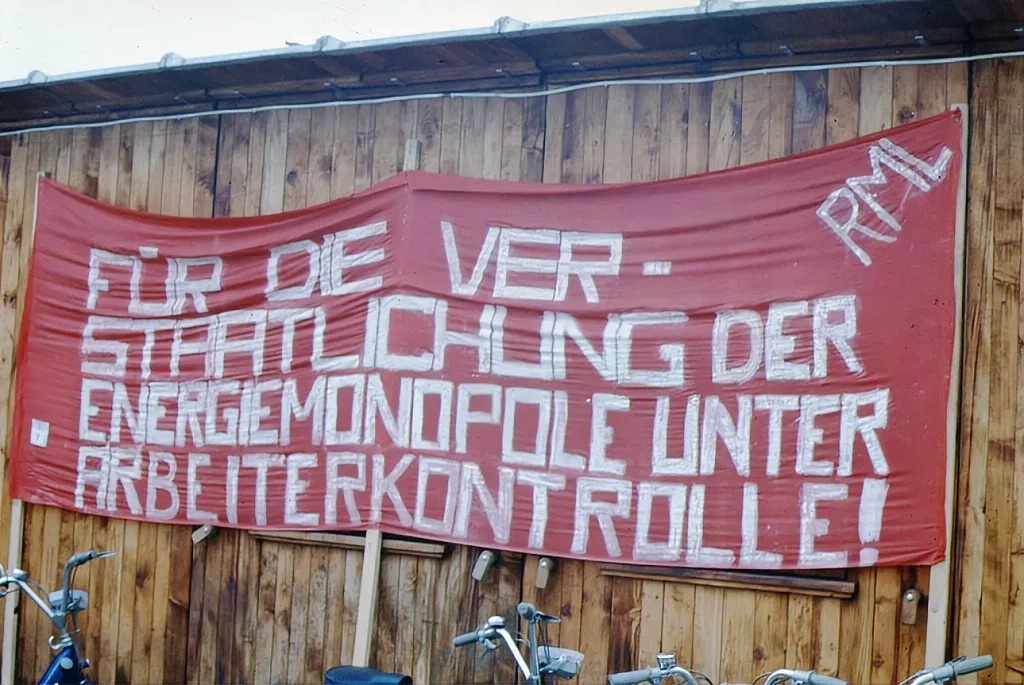 RML
FÜR DIE VER-
STAATLICHUNG DER
ENERGIEMONOPOLE UNTER
ARBEITERKONTROLLE!